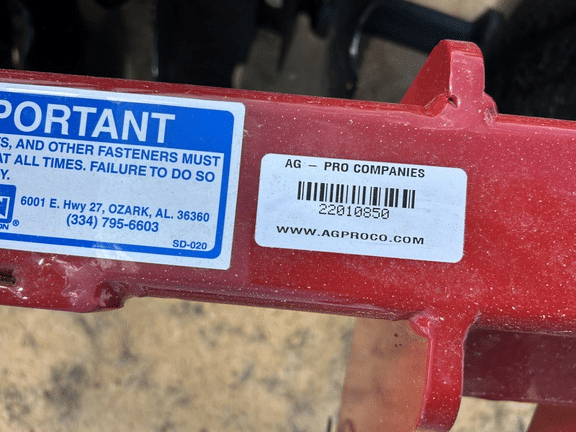 PORTANT
S, AND OTHER FASTENERS MUST
AT ALL TIMES. FAILURE TO DO SO
Y.
6001 E. Hwy 27, OZARK, AL. 36360
(334) 795-6603
SD-020
AG - PRO COMPANIES
22010850
WWW.AGPROCO.COM